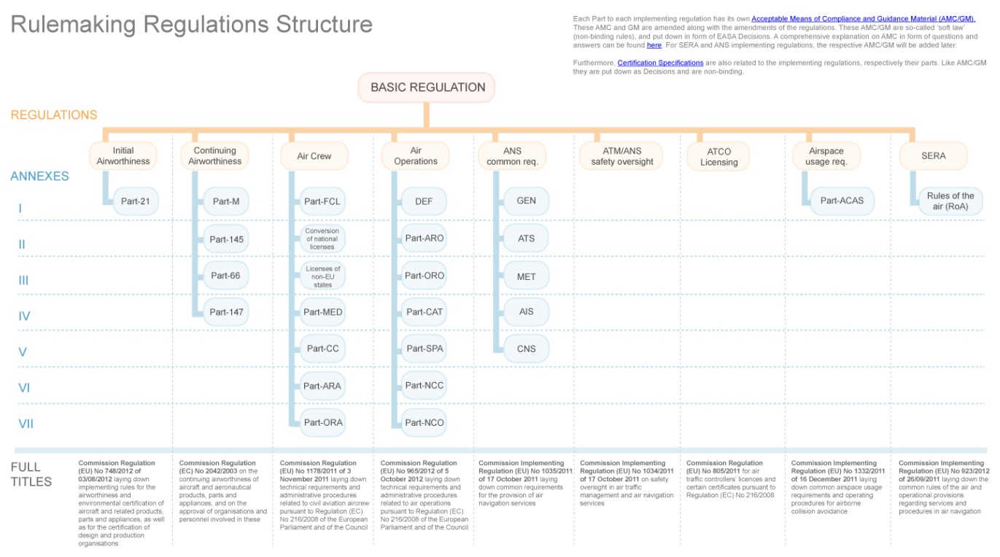 Rulemaking Regulations Structure
Each Part to each implementing regulation has its own Acceptable Means of Compliance and Guidance Material (AMC/GM).
These AMC and GM are amended along with the amendments of the regulations. These AMC/GM are so-called 'soft law'
(non-binding rules), and put down in form of EASA Decisions. A comprehensive explanation on AMC in form of questions and
answers can be found here. For SERA and ANS implementing regulations, the respective AMC/GM will be added later.
Furthermore, Certification Specifications are also related to the implementing regulations, respectively their parts. Like AMC/GM
they are put down as Decisions and are non-binding.
BASIC REGULATION
REGULATIONS
Initial
Airworthiness
Continuing
Airworthiness
Air Crew
Air
Operations
ANS
common req.
ATM/ANS
safety oversight
ATCO
Licensing
Airspace
usage req.
SERA
ANNEXES
I
Part-21
Part-M
Part-FCL
DEF
GEN
Part-ACAS
Rules of the
air (RoA)
II
Part-145
Conversion
of national
licenses
Part-ARO
ATS
III
Part-66
Licenses of
non-EU
states
Part-ORO
MET
IV
Part-147
Part-MED
Part-CAT
AIS
V
Part-CC
Part-SPA
CNS
VI
Part-ARA
Part-NCC
VII
Part-ORA
Part-NCO
FULL
TITLES
Commission Regulation
(EU) No 748/2012 of
03/08/2012 laying down
implementing rules for the
airworthiness and
environmental certification of
aircraft and related products,
parts and appliances, as well
as for the certification of
design and production
organisations
Commission Regulation
(EC) No 2042/2003 on the
continuing airworthiness of
aircraft and aeronautical
products, parts and
appliances, and on the
approval of organisations and
personnel involved in these
Commission Regulation
(EU) No 1178/2011 of 3
November 2011 laying down
technical requirements and
administrative procedures
related to civil aviation aircrew
pursuant to Regulation (EC)
No 216/2008 of the European
Parliament and of the Council
Commission Regulation
(EU) No 965/2012 of 5
October 2012 laying down
technical requirements and
administrative procedures
related to air operations
pursuant to Regulation (EC)
No 216/2008 of the European
Parliament and of the Council
Commission Implementing
Regulation (EU) No 1035/2011
of 17 October 2011 laying
down common requirements
for the provision of air
navigation services
Commission Implementing
Regulation (EU) No 1034/2011
of 17 October 2011 on safety
oversight in air traffic
management and air navigation
services
Commission Regulation
(EU) No 805/2011 for air
traffic controllers' licences and
certain certificates pursuant to
Regulation (EC) No 216/2008
Commission Implementing
Regulation (EU) No 1332/2011
of 16 December 2011 laying
down common airspace usage
requirements and operating
procedures for airborne
collision avoidance
Commission Implementing
Regulation (EU) No 923/2012
of 26/09/2011 laying down the
common rules of the air and
operational provisions
regarding services and
procedures in air navigation